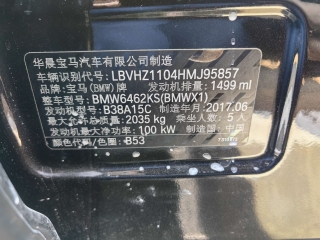 华晨宝马汽车有限公司制造
车辆识别代号: LBVHZ1104HMJ95857
品牌: 宝马(BMW)牌 发动机排量: 1499 ml
整车型号: BMW6462KS(BMWX1)
发动机型号: B38A15C 制造年月: 2017.06
最大允许总质量: 2035 kg 乘坐人数: 5人
发动机最大净功率: 100 kW 制造国: 中国
颜色代码/色圈: B53